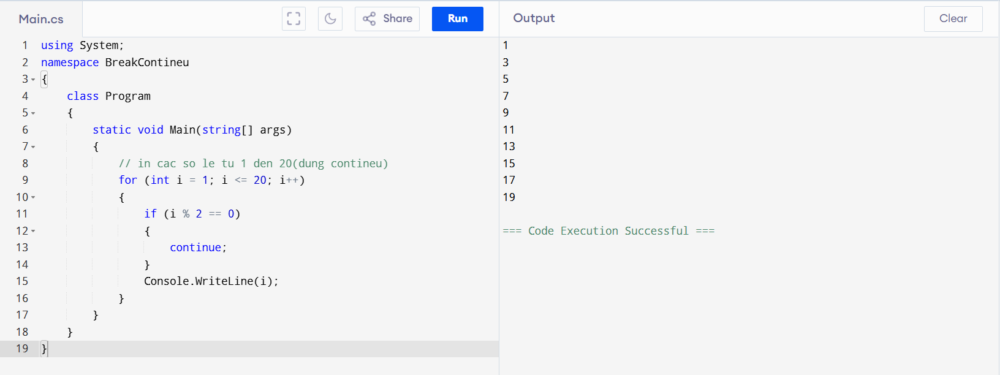 Main.cs
Share
Run
Output
Clear
1 using System;
2 namespace BreakContineu
3 {
4     class Program
5     {
6         static void Main(string[] args)
7         {
8             // in cac so le tu 1 den 20(dung contineu)
9             for (int i = 1; i <= 20; i++)
10             {
11                 if (i % 2 == 0)
12                 {
13                     continue;
14                 }
15                 Console.WriteLine(i);
16             }
17         }
18     }
19 }
1
3
5
7
9
11
13
15
17
19
=== Code Execution Successful ===